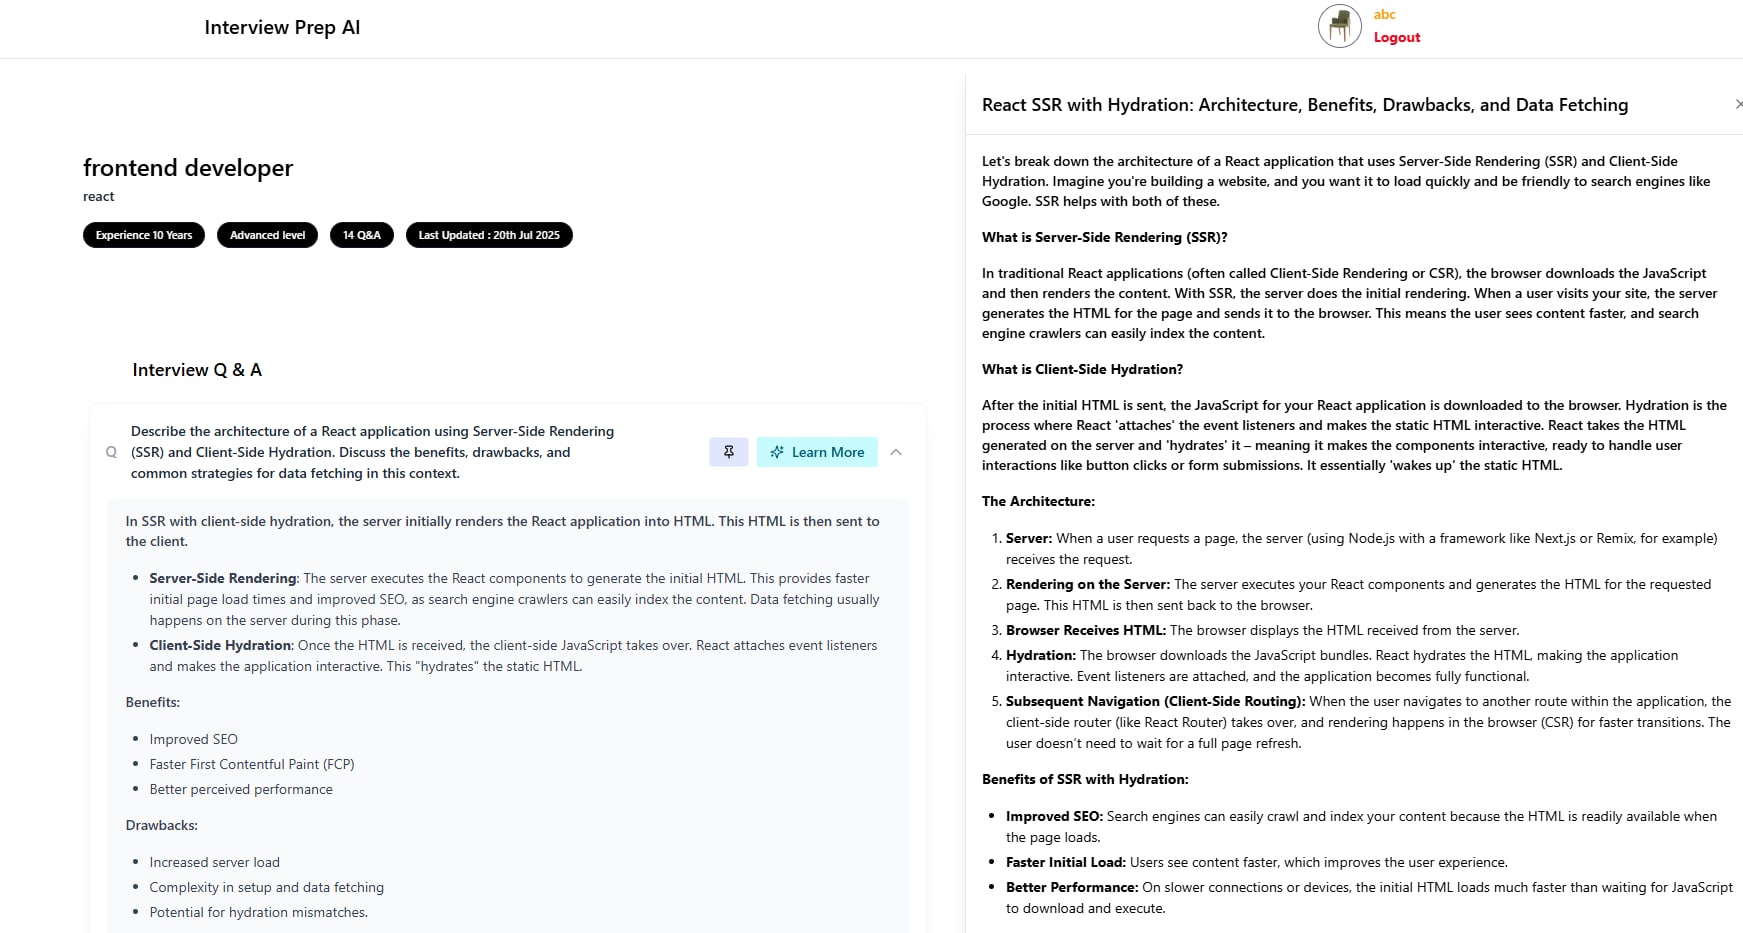 Interview Prep AI
abc
Logout
frontend developer
react
Experience 10 Years
Advanced level
14 Q&A
Last Updated : 20th Jul 2025
Interview Q & A
Q
Describe the architecture of a React application using Server-Side Rendering
(SSR) and Client-Side Hydration. Discuss the benefits, drawbacks, and
common strategies for data fetching in this context.
Learn More
In SSR with client-side hydration, the server initially renders the React application into HTML. This HTML is then sent to
the client.
• Server-Side Rendering: The server executes the React components to generate the initial HTML. This provides faster
initial page load times and improved SEO, as search engine crawlers can easily index the content. Data fetching usually
happens on the server during this phase.
• Client-Side Hydration: Once the HTML is received, the client-side JavaScript takes over. React attaches event listeners
and makes the application interactive. This "hydrates" the static HTML.
Benefits:
• Improved SEO
• Faster First Contentful Paint (FCP)
• Better perceived performance
Drawbacks:
• Increased server load
• Complexity in setup and data fetching
• Potential for hydration mismatches.
React SSR with Hydration: Architecture, Benefits, Drawbacks, and Data Fetching
Let's break down the architecture of a React application that uses Server-Side Rendering (SSR) and Client-Side
Hydration. Imagine you're building a website, and you want it to load quickly and be friendly to search engines like
Google. SSR helps with both of these.
What is Server-Side Rendering (SSR)?
In traditional React applications (often called Client-Side Rendering or CSR), the browser downloads the JavaScript
and then renders the content. With SSR, the server does the initial rendering. When a user visits your site, the server
generates the HTML for the page and sends it to the browser. This means the user sees content faster, and search
engine crawlers can easily index the content.
What is Client-Side Hydration?
After the initial HTML is sent, the JavaScript for your React application is downloaded to the browser. Hydration is the
process where React 'attaches' the event listeners and makes the static HTML interactive. React takes the HTML
generated on the server and 'hydrates' it – meaning it makes the components interactive, ready to handle user
interactions like button clicks or form submissions. It essentially 'wakes up' the static HTML.
The Architecture:
1. Server: When a user requests a page, the server (using Node.js with a framework like Next.js or Remix, for example)
receives the request.
2. Rendering on the Server: The server executes your React components and generates the HTML for the requested
page. This HTML is then sent back to the browser.
3. Browser Receives HTML: The browser displays the HTML received from the server.
4. Hydration: The browser downloads the JavaScript bundles. React hydrates the HTML, making the application
interactive. Event listeners are attached, and the application becomes fully functional.
5. Subsequent Navigation (Client-Side Routing): When the user navigates to another route within the application, the
client-side router (like React Router) takes over, and rendering happens in the browser (CSR) for faster transitions. The
user doesn't need to wait for a full page refresh.
Benefits of SSR with Hydration:
• Improved SEO: Search engines can easily crawl and index your content because the HTML is readily available when
the page loads.
• Faster Initial Load: Users see content faster, which improves the user experience.
• Better Performance: On slower connections or devices, the initial HTML loads much faster than waiting for JavaScript
to download and execute.